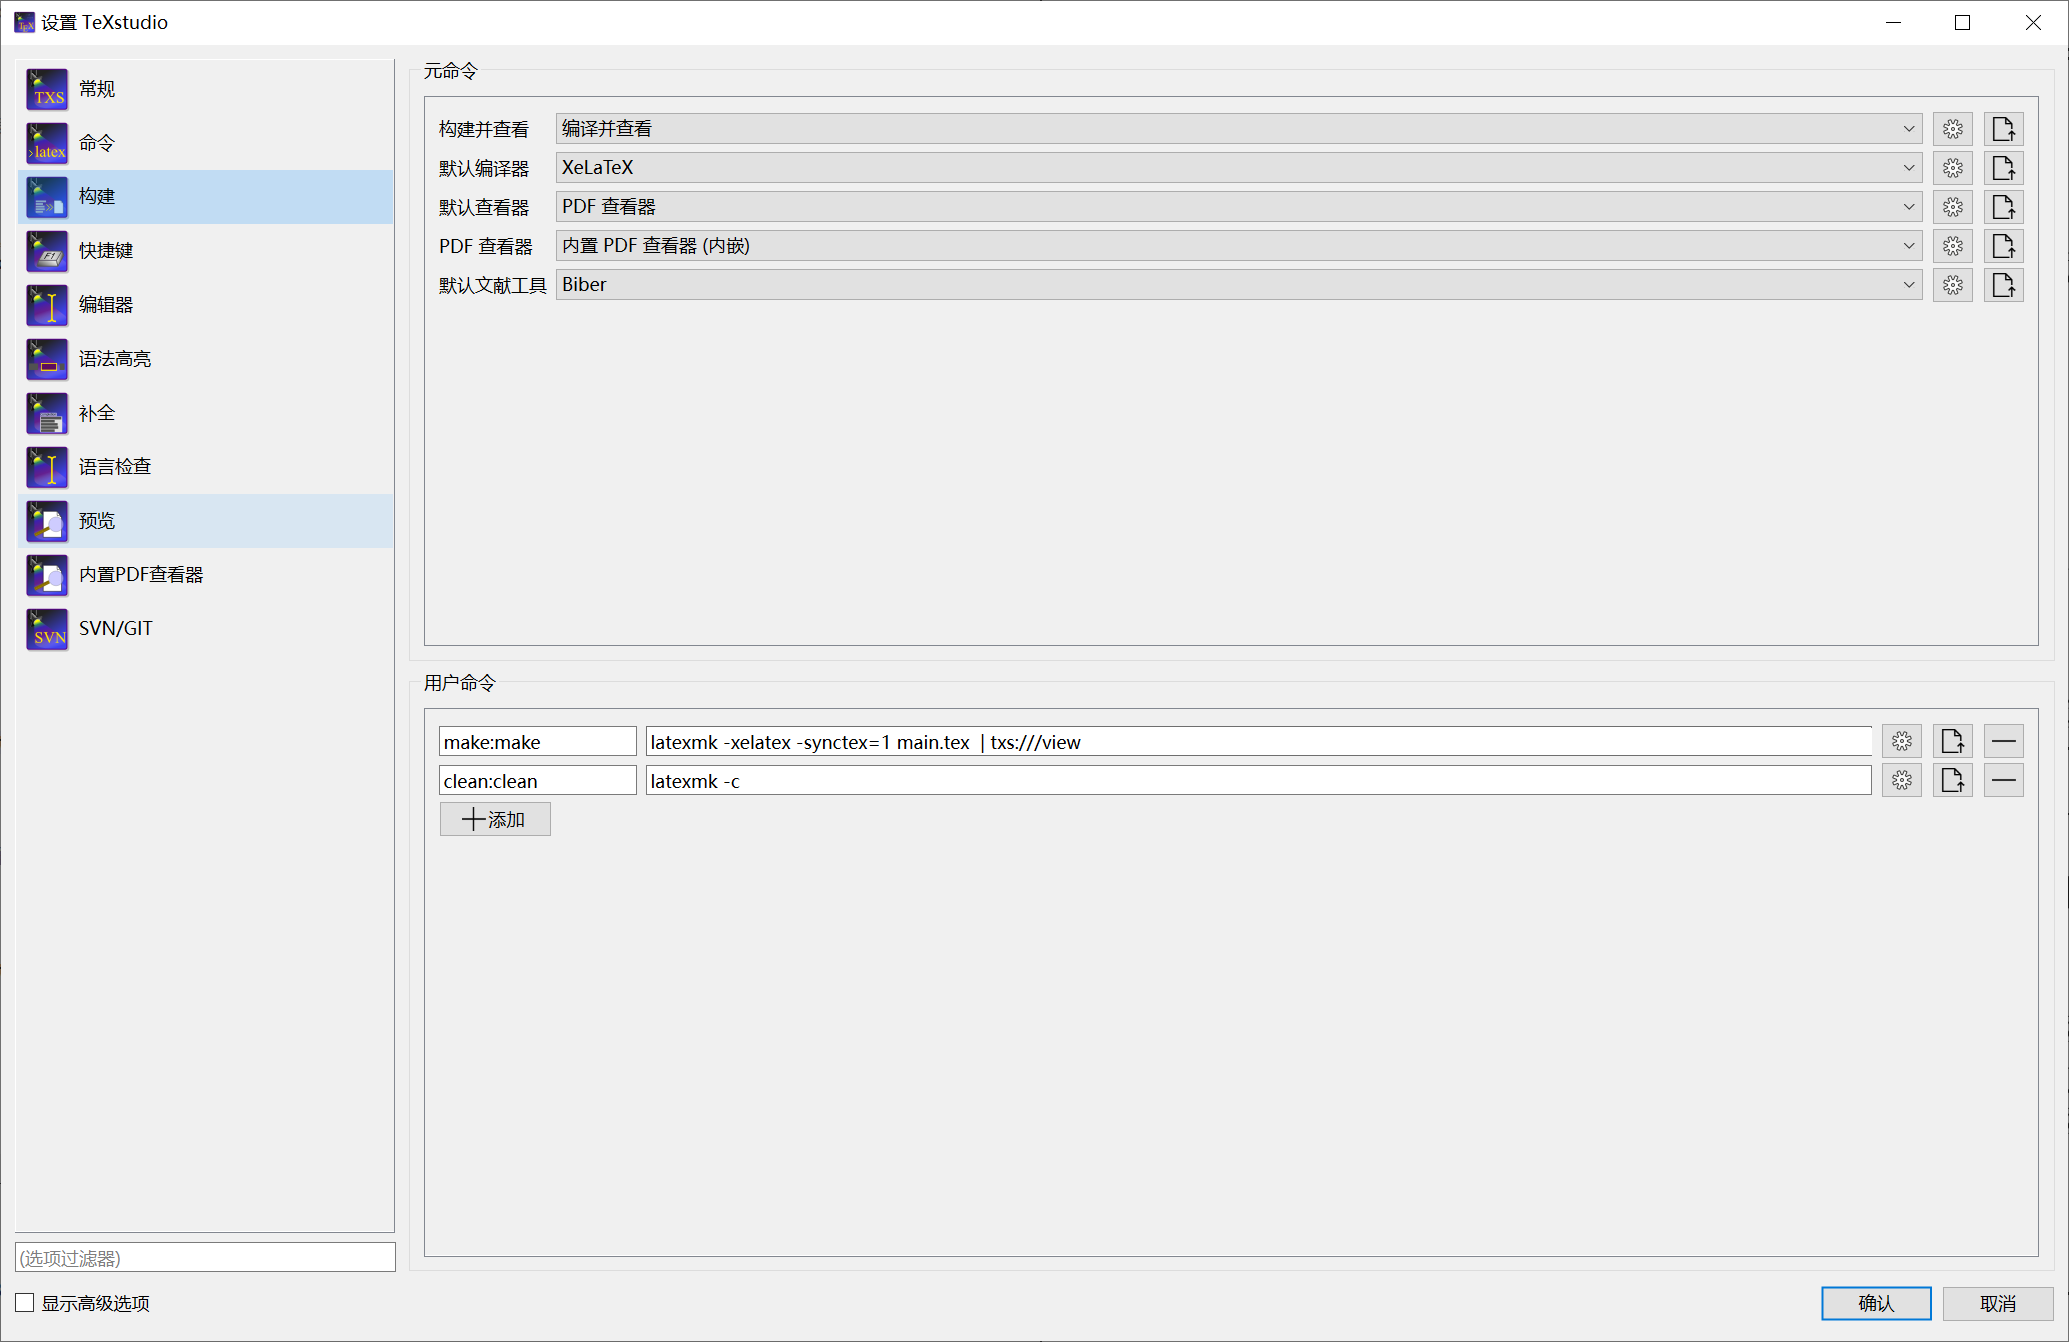 设置 TeXstudio
常规
命令
构建
快捷键
编辑器
语法高亮
补全
语言检查
预览
内置PDF查看器
SVN/GIT
(选项过滤器)
显示高级选项
元命令
构建并查看 编译并查看
默认编译器 XeLaTeX
默认查看器 PDF 查看器
PDF 查看器 内置 PDF 查看器 (内嵌)
默认文献工具 Biber
用户命令
make:make latexmk -xelatex -synctex=1 main.tex  | txs:///view
clean:clean latexmk -c
添加
确认 取消